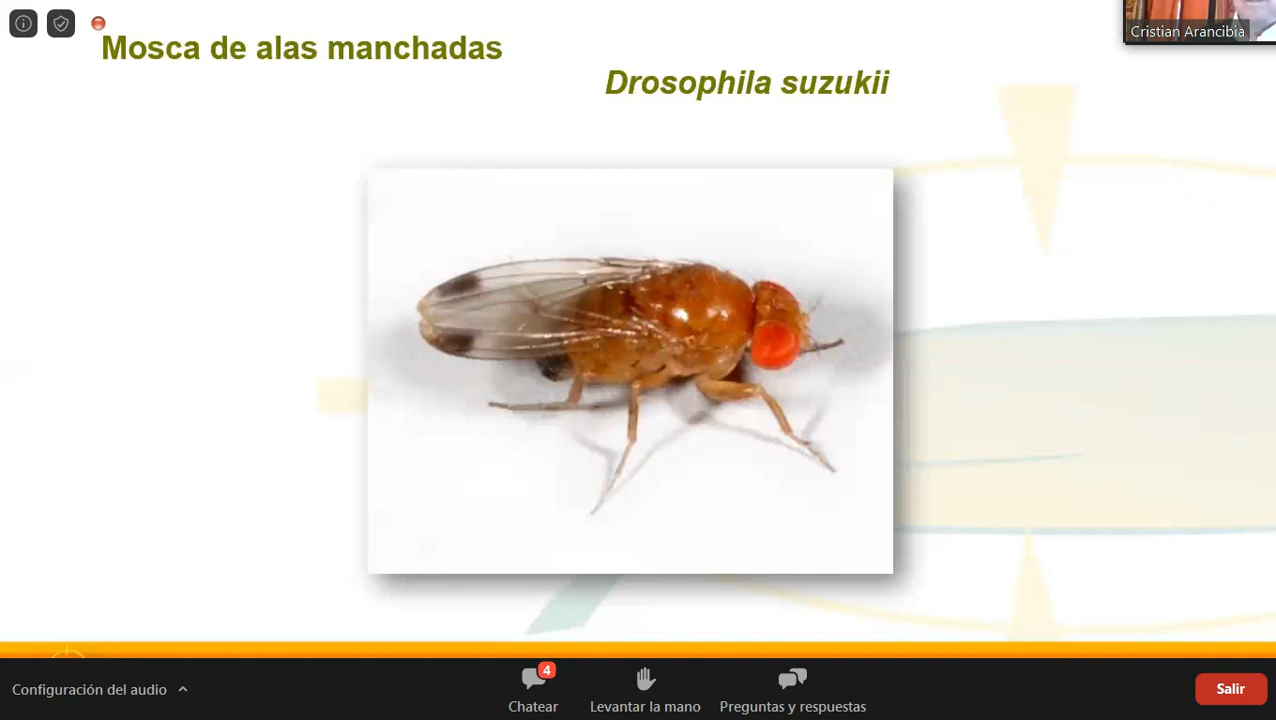 Cristian Arancibia
Mosca de alas manchadas
Drosophila suzukii
Configuración del audio
4
Chatear
Levantar la mano
Preguntas y respuestas
Salir